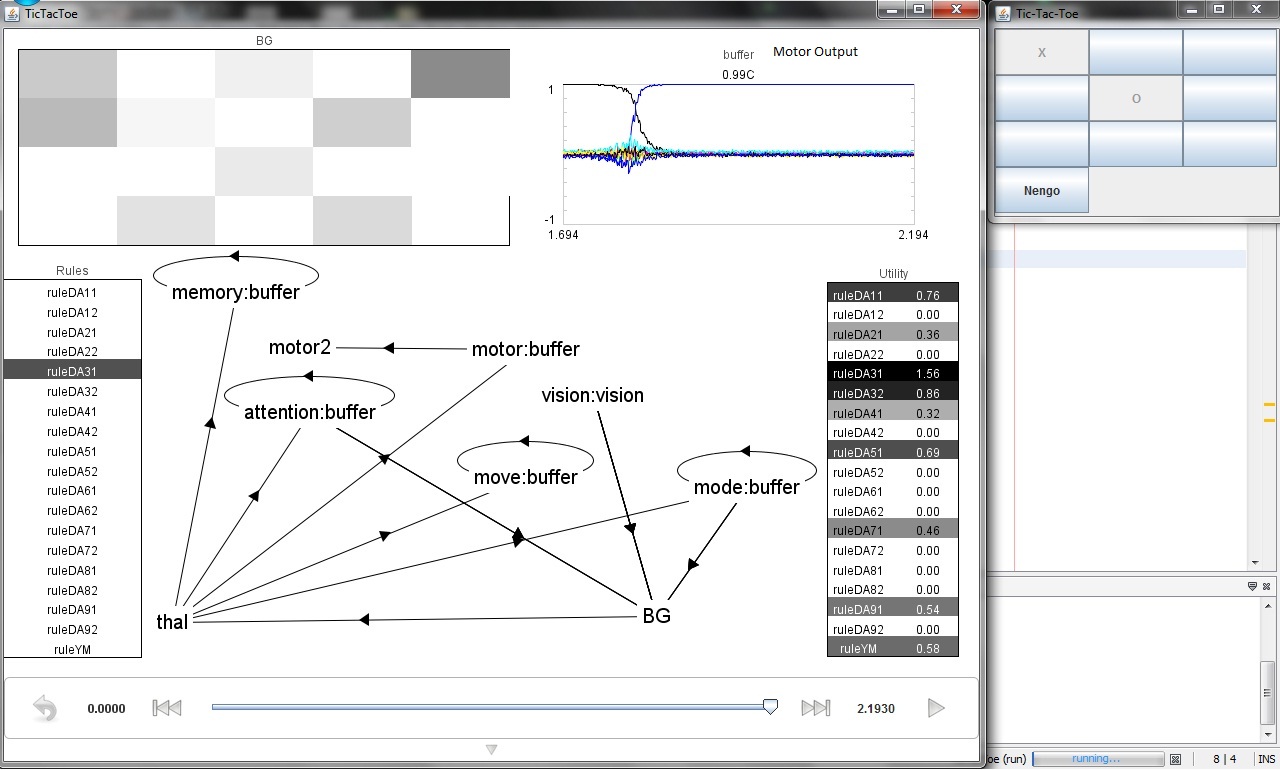 TicTacToe
Tic-Tac-Toe
BG
buffer
Motor Output
0.99C
1
-1
1.694
2.194
X
O
Nengo
Rules
ruleDA11
ruleDA12
ruleDA21
ruleDA22
ruleDA31
ruleDA32
ruleDA41
ruleDA42
ruleDA51
ruleDA52
ruleDA61
ruleDA62
ruleDA71
ruleDA72
ruleDA81
ruleDA82
ruleDA91
ruleDA92
ruleYM
memory:buffer
motor2
motor:buffer
attention:buffer
vision:vision
move:buffer
mode:buffer
thal
BG
Utility
ruleDA11 0.76
ruleDA12 0.00
ruleDA21 0.36
ruleDA22 0.00
ruleDA31 1.56
ruleDA32 0.86
ruleDA41 0.32
ruleDA42 0.00
ruleDA51 0.69
ruleDA52 0.00
ruleDA61 0.00
ruleDA62 0.00
ruleDA71 0.46
ruleDA72 0.00
ruleDA81 0.00
ruleDA82 0.00
ruleDA91 0.54
ruleDA92 0.00
ruleYM 0.58
0.0000
2.1930
oe (run)
running...
8 | 4
INS